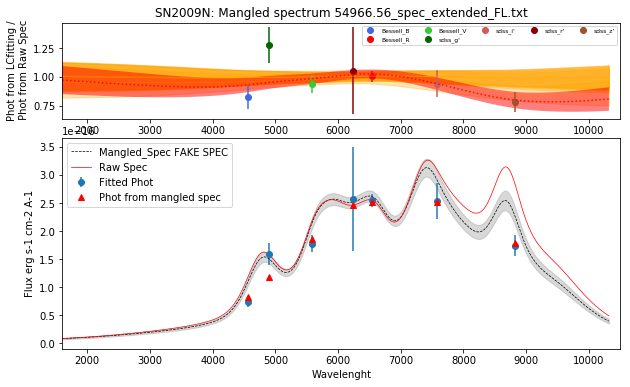 SN2009N: Mangled spectrum 54966.56_spec_extended_FL.txt
Phot from LCfitting /
Phot from Raw Spec
1.25
1.00
0.75
Bessell_B Bessell_V sdss_i' sdss_r' sdss_z'
Bessell_R sdss_g'
2000 3000 4000 5000 6000 7000 8000 9000 10000
1e−16
Flux erg s-1 cm-2 A-1
3.5
3.0
2.5
2.0
1.5
1.0
0.5
0.0
Mangled_Spec FAKE SPEC
Raw Spec
Fitted Phot
Phot from mangled spec
2000 3000 4000 5000 6000 7000 8000 9000 10000
Wavelenght